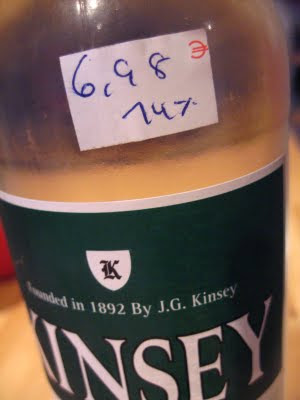 6,98 €
14%
K
Founded in 1892 By J.G. Kinsey
KINSEY